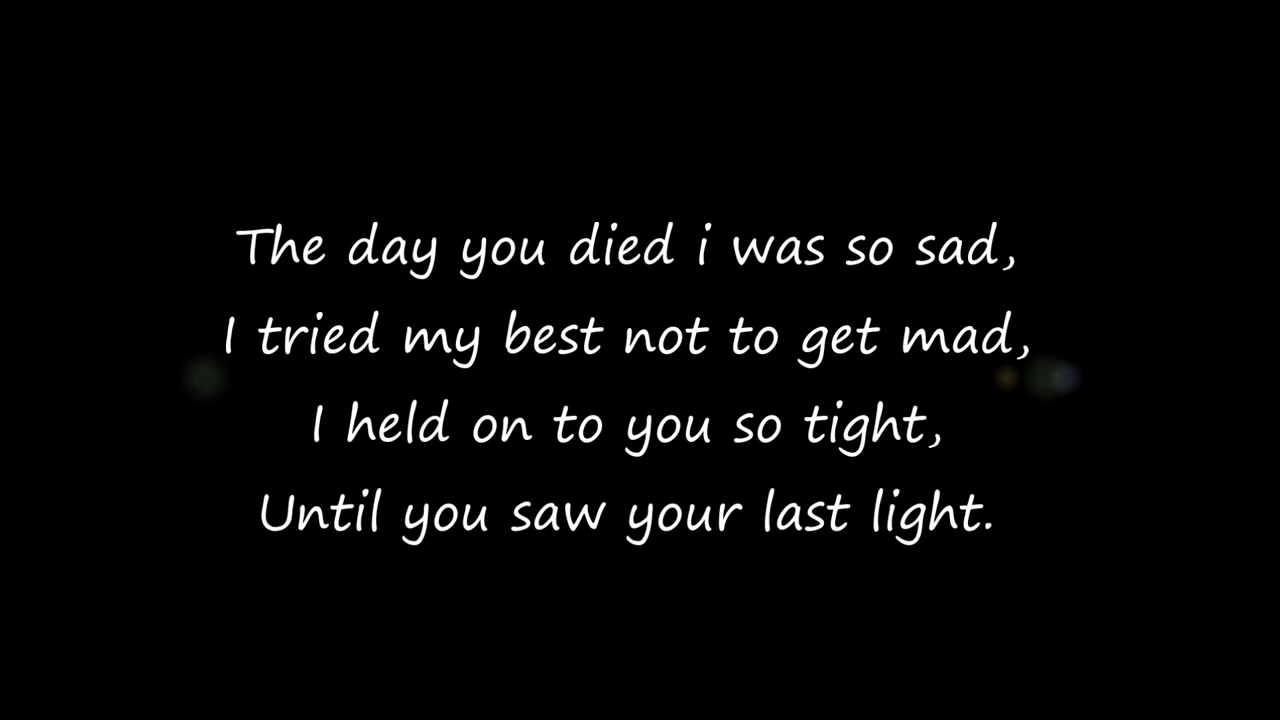 The day you died i was so sad,
I tried my best not to get mad,
I held on to you so tight,
Until you saw your last light.